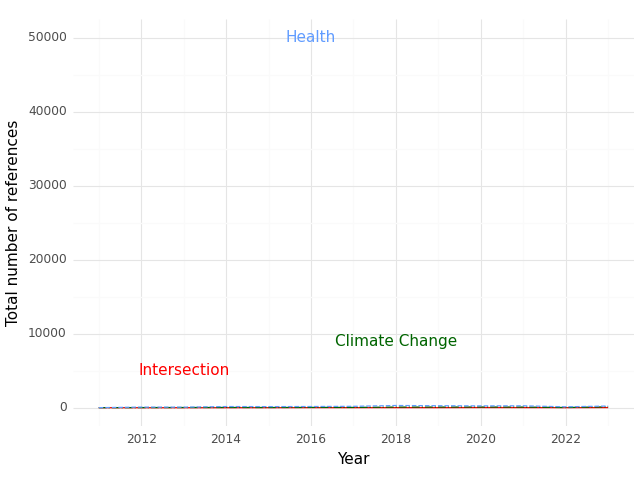 Health
Climate Change
Intersection
50000
40000
30000
20000
10000
0
2012
2014
2016
2018
2020
2022
Year
Total number of references